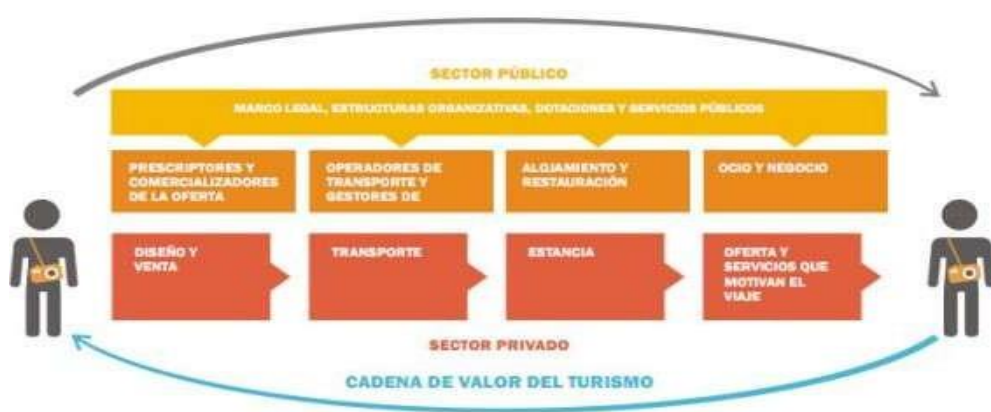 SECTOR PÚBLICO
MARCO LEGAL, ESTRUCTURAS ORGANIZATIVAS, DOTACIONES Y SERVICIOS PÚBLICOS
PRESCRIPTORES Y
COMERCIALIZADORES
DE LA OFERTA
OPERADORES DE
TRANSPORTE Y
GESTORES DE
ALOJAMIENTO Y
RESTAURACIÓN
OCIO Y NEGOCIO
DISEÑO Y
VENTA
TRANSPORTE
ESTANCIA
OFERTA Y
SERVICIOS QUE
MOTIVAN EL
VIAJE
SECTOR PRIVADO
CADENA DE VALOR DEL TURISMO